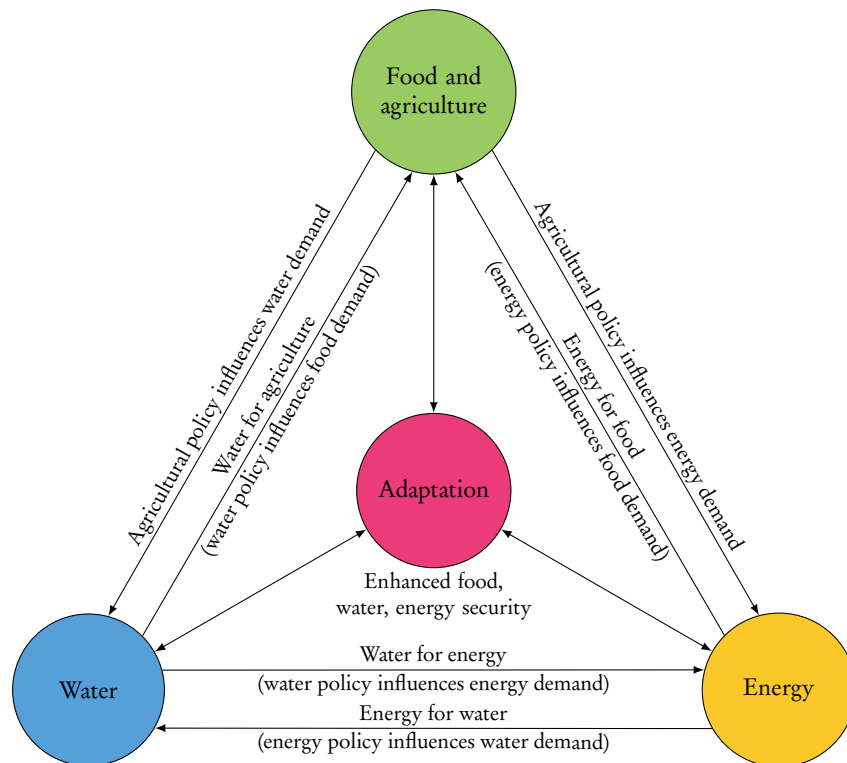 Food and
agriculture
Agricultural policy influences water demand
Water for agriculture
(water policy influences food demand)
Agricultural policy influences energy demand
Energy for food
(energy policy influences food demand)
Adaptation
Enhanced food,
water, energy security
Water
Water for energy
(water policy influences energy demand)
Energy for water
(energy policy influences water demand)
Energy